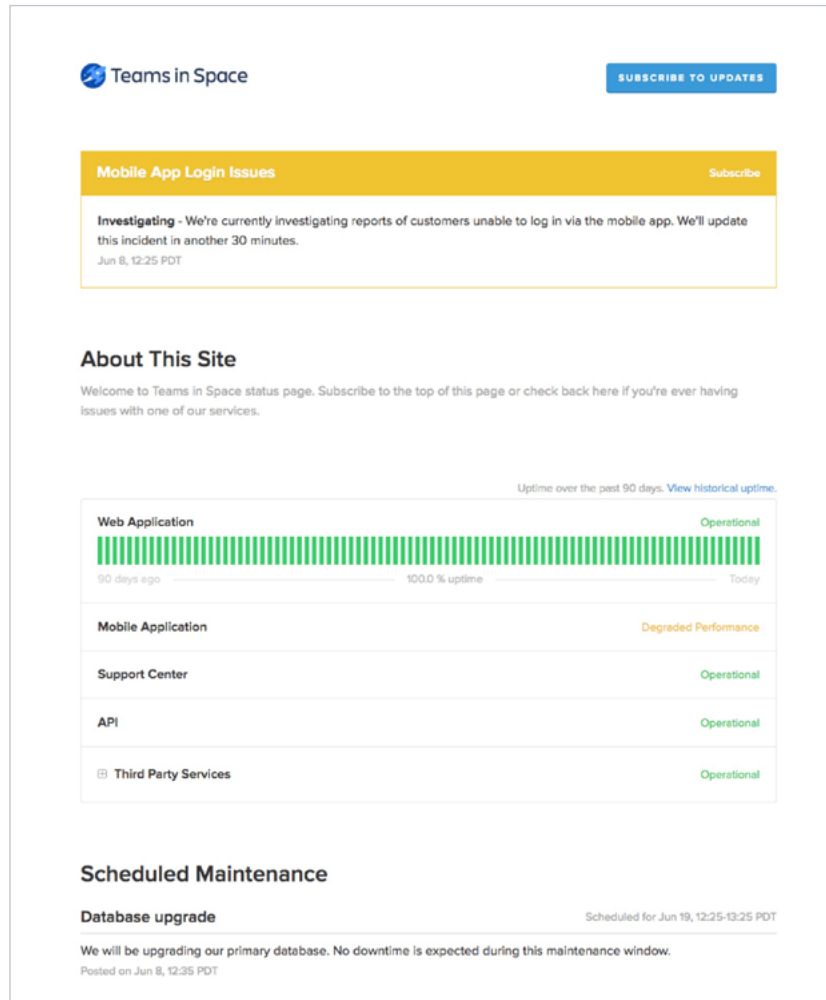 Teams in Space
SUBSCRIBE TO UPDATES
Mobile App Login Issues
Subscribe
Investigating - We're currently investigating reports of customers unable to log in via the mobile app. We'll update
this incident in another 30 minutes.
Jun 8, 12:25 PDT
About This Site
Welcome to Teams in Space status page. Subscribe to the top of this page or check back here if you're ever having
issues with one of our services.
Uptime over the past 90 days. View historical uptime.
Web Application
Operational
90 days ago
100.0 % uptime
Today
Mobile Application
Degraded Performance
Support Center
Operational
API
Operational
Third Party Services
Operational
Scheduled Maintenance
Database upgrade
Scheduled for Jun 19, 12:25-13:25 PDT
We will be upgrading our primary database. No downtime is expected during this maintenance window.
Posted on Jun 8, 12:35 PDT